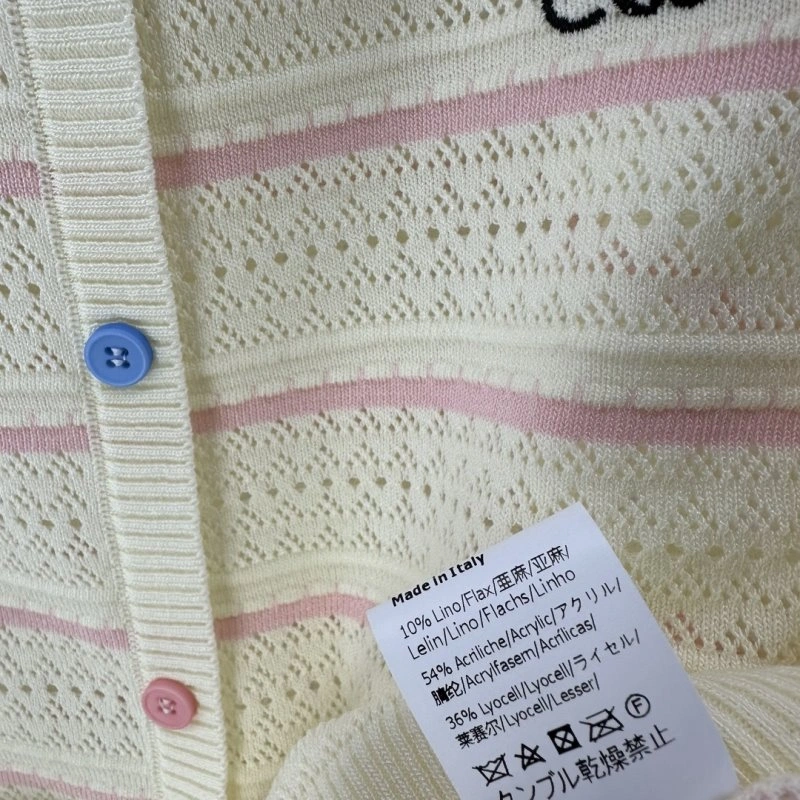 Made in Italy
10% Lino/Flax/亜麻/亚麻/
Lelin/Lino/Flachs/Linho
54% Acriliche/Acrylic/アクリル/
腈纶/Acrylfasem/Acrílicas/
36% Lyocell/Lyocell/ライセル/
莱赛尔/Lyocell/Lesser/
F
タンブル乾燥禁止